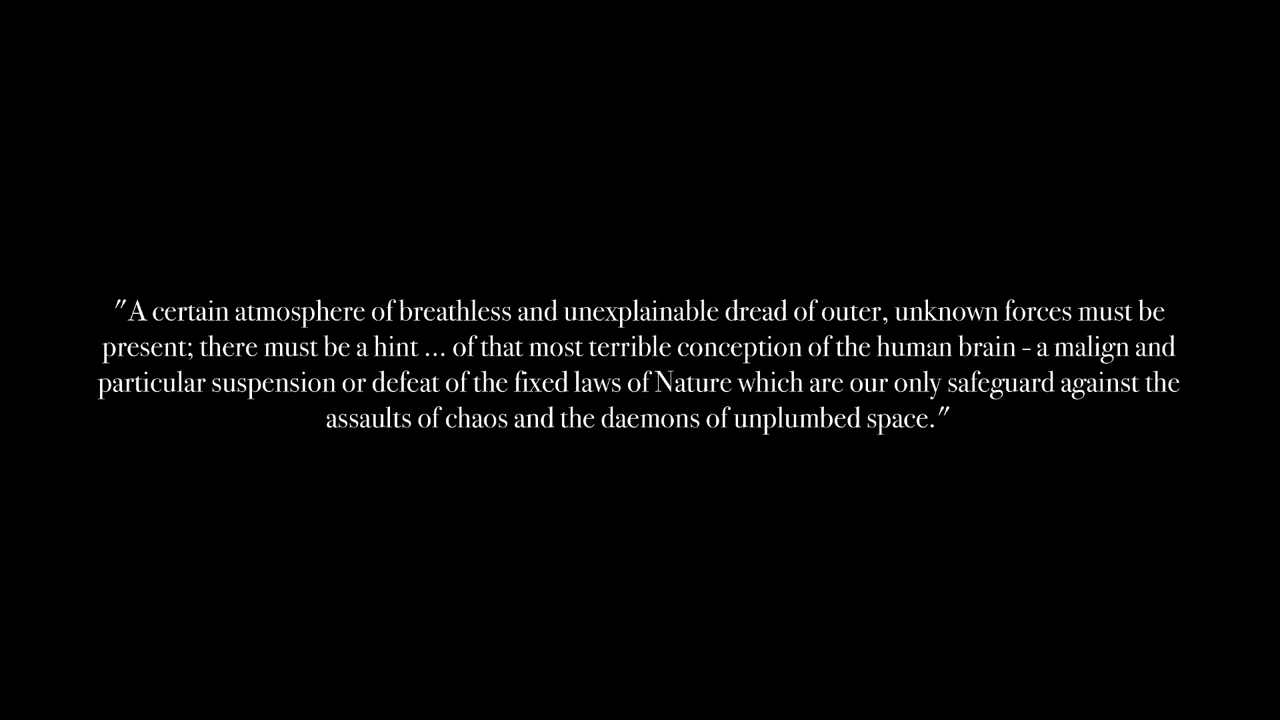 "A certain atmosphere of breathless and unexplainable dread of outer, unknown forces must be
present; there must be a hint ... of that most terrible conception of the human brain - a malign and
particular suspension or defeat of the fixed laws of Nature which are our only safeguard against the
assaults of chaos and the daemons of unplumbed space."